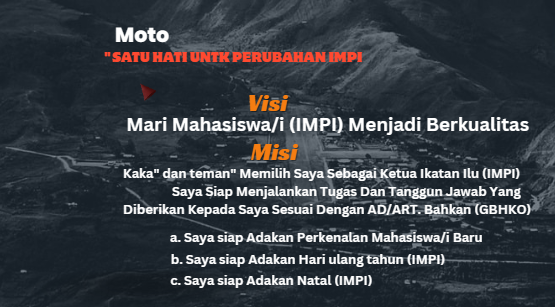 Moto
"SATU HATI UNTK PERUBAHAN IMPI
Visi
Mari Mahasiswa/i (IMPI) Menjadi Berkualitas
Misi
Kaka" dan teman" Memilih Saya Sebagai Ketua Ikatan Ilu (IMPI)
Saya Siap Menjalankan Tugas Dan Tanggun Jawab Yang
Diberikan Kepada Saya Sesuai Dengan AD/ART. Bahkan (GBHKO)
a. Saya siap Adakan Perkenalan Mahasiswa/i Baru
b. Saya siap Adakan Hari ulang tahun (IMPI)
c. Saya siap Adakan Natal (IMPI)